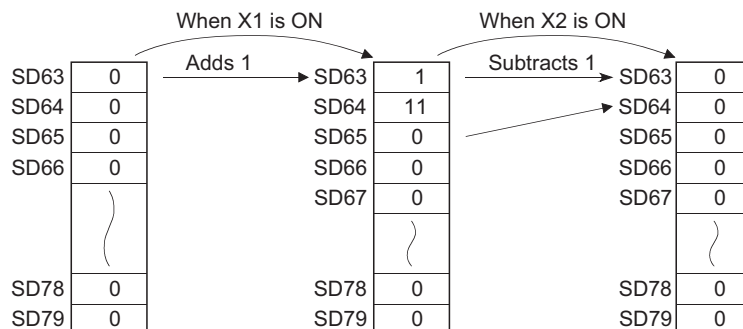 When X1 is ON When X2 is ON
Adds 1 Subtracts 1
SD63 0 SD63 1 SD63 0
SD64 0 SD64 11 SD64 0
SD65 0 SD65 0 SD65 0
SD66 0 SD66 0 SD66 0
SD67 0 SD67 0
SD78 0 SD78 0 SD78 0
SD79 0 SD79 0 SD79 0